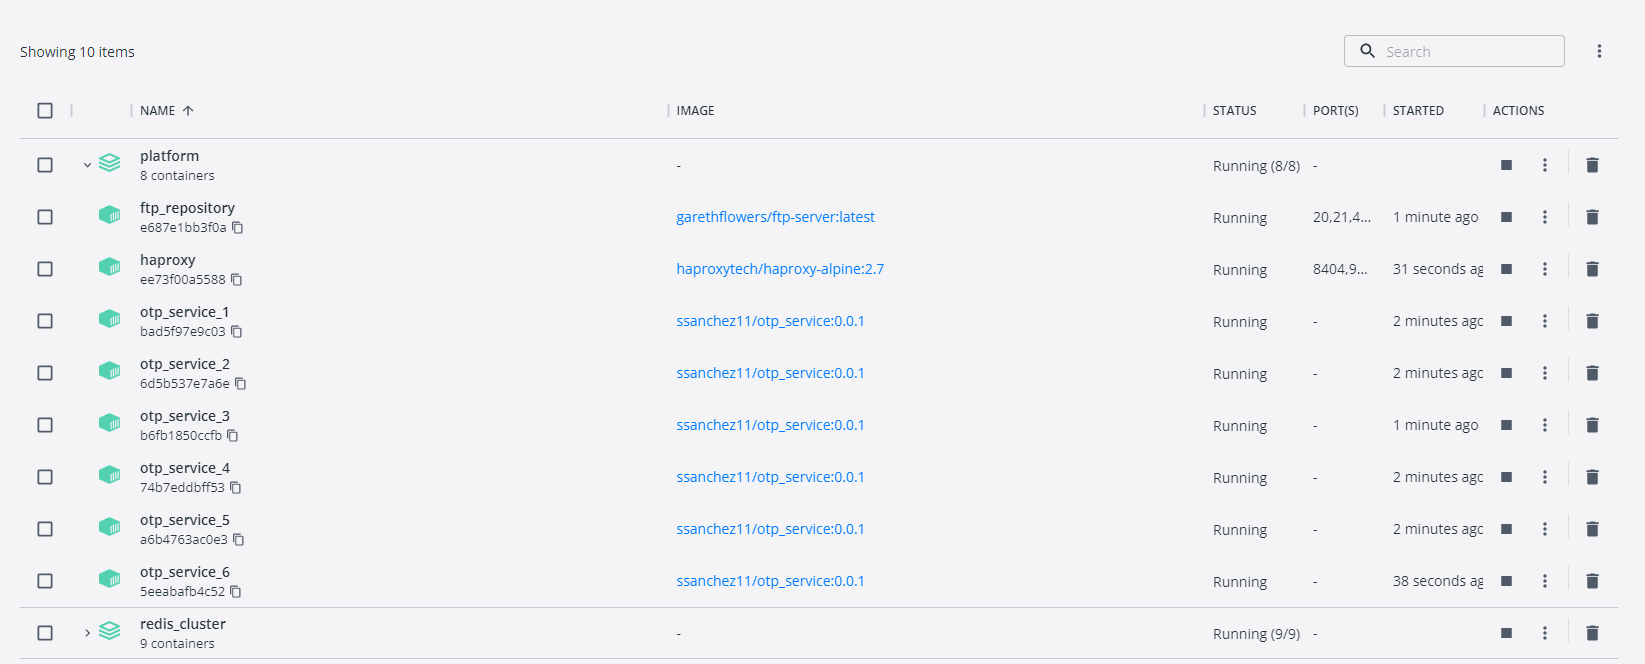 Showing 10 items
Search
NAME IMAGE STATUS PORT(S) STARTED ACTIONS
platform - Running (8/8) -
8 containers
ftp_repository garethflowers/ftp-server:latest Running 20,21,4... 1 minute ago
e687e1bb3f0a
haproxy haproxytech/haproxy-alpine:2.7 Running 8404,9... 31 seconds ag
ee73f00a5588
otp_service_1 ssanchez11/otp_service:0.0.1 Running - 2 minutes agc
bad5f97e9c03
otp_service_2 ssanchez11/otp_service:0.0.1 Running - 2 minutes agc
6d5b537e7a6e
otp_service_3 ssanchez11/otp_service:0.0.1 Running - 1 minute ago
b6fb1850ccfb
otp_service_4 ssanchez11/otp_service:0.0.1 Running - 2 minutes agc
74b7eddbff53
otp_service_5 ssanchez11/otp_service:0.0.1 Running - 2 minutes agc
a6b4763ac0e3
otp_service_6 ssanchez11/otp_service:0.0.1 Running - 38 seconds ag
5eeabafb4c52
redis_cluster - Running (9/9) -
9 containers